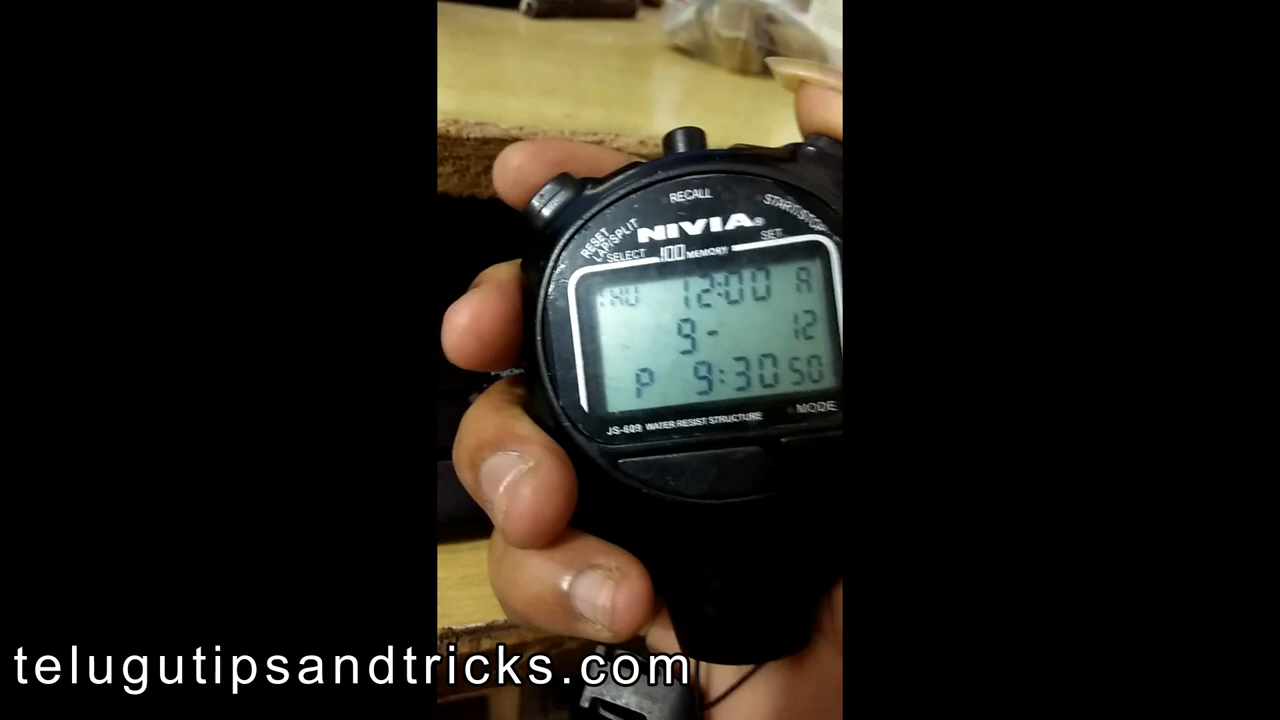 RECALL
START/STOP
RESET
LAP/SPLIT
NIVIA®
SELECT
100 MEMORY
SET
THU 12:00 A
9- 12
P 9:30 50
JS-609 WATER RESIST STRUCTURE
MODE
telugutipsandtricks.com